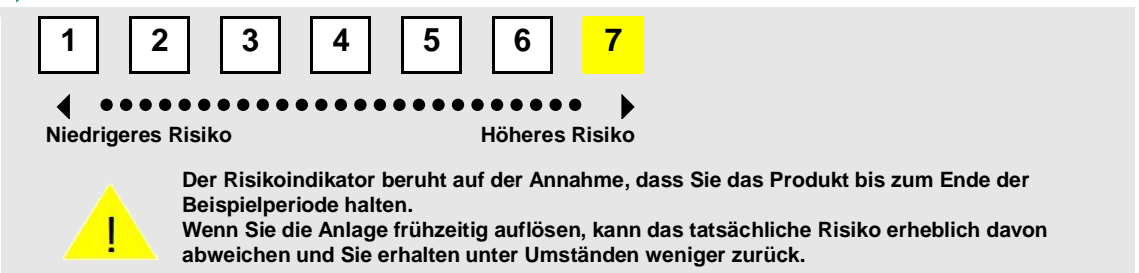 1 2 3 4 5 6 7
Niedrigeres Risiko Höheres Risiko
!
Der Risikoindikator beruht auf der Annahme, dass Sie das Produkt bis zum Ende der
Beispielperiode halten.
Wenn Sie die Anlage frühzeitig auflösen, kann das tatsächliche Risiko erheblich davon
abweichen und Sie erhalten unter Umständen weniger zurück.